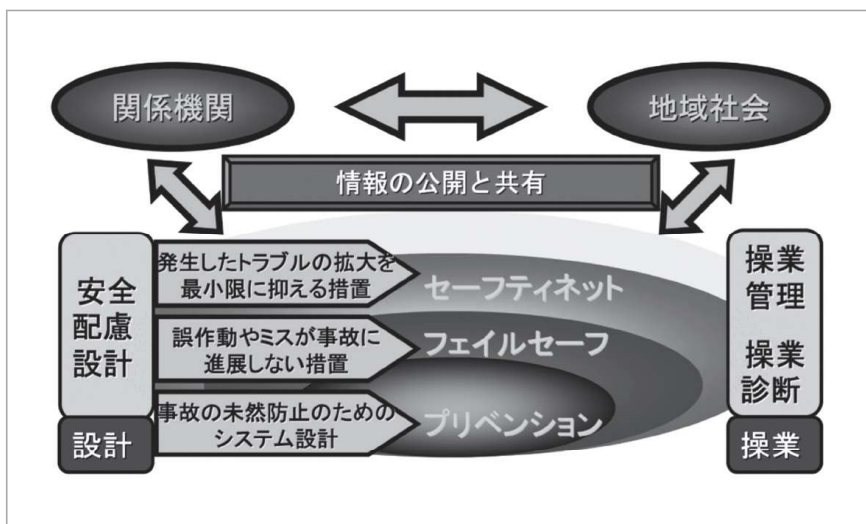 関係機関
地域社会
情報の公開と共有
安全
配慮
設計
設計
発生したトラブルの拡大を
最小限に抑える措置
セーフティネット
誤作動やミスが事故に
進展しない措置
フェイルセーフ
事故の未然防止のための
システム設計
プリベンション
操業
管理
操業
診断
操業